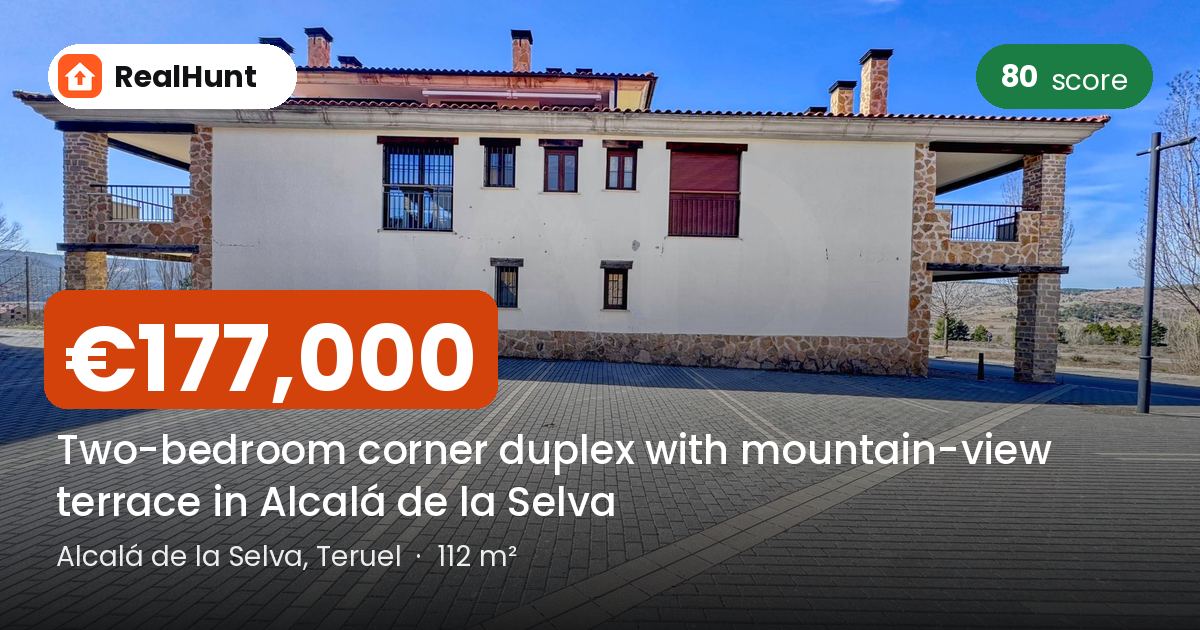 RealHunt
80 score
€177,000
Two-bedroom corner duplex with mountain-view
terrace in Alcalá de la Selva
Alcalá de la Selva, Teruel · 112 m²